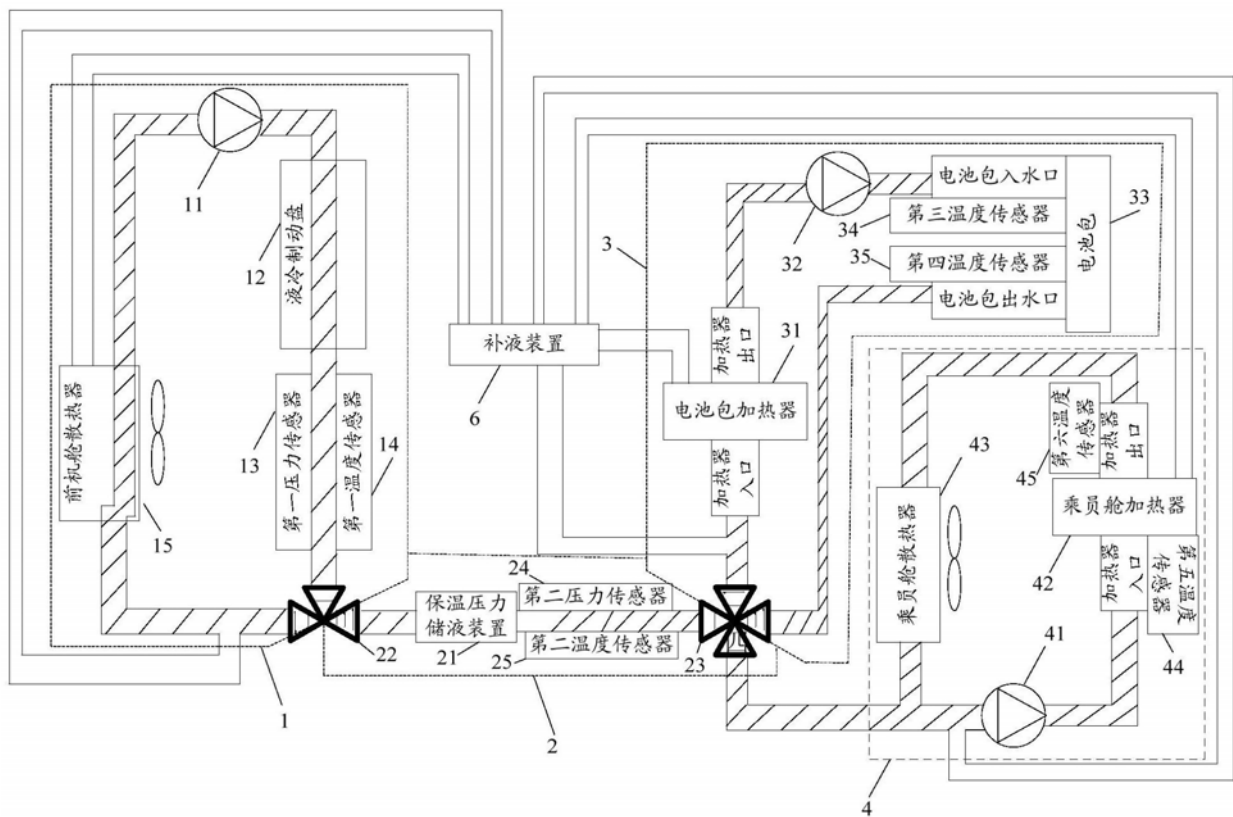 11
12
液冷制动盘
前机舱散热器
15
第一压力传感器
13
第一温度传感器
14
补液装置
6
3
32
电池包入水口
第三温度传感器
34
35
第四温度传感器
电池包出水口
电池包
33
加热器
出口
31
电池包加热器
加热器
入口
43
乘员舱散热器
第六温度
传感器
45
加热器
出口
乘员舱加热器
42
加热器
入口
第五温度
传感器
44
41
24
第二压力传感器
保温压力
储液装置
21
22
第二温度传感器
25
23
1
2
4